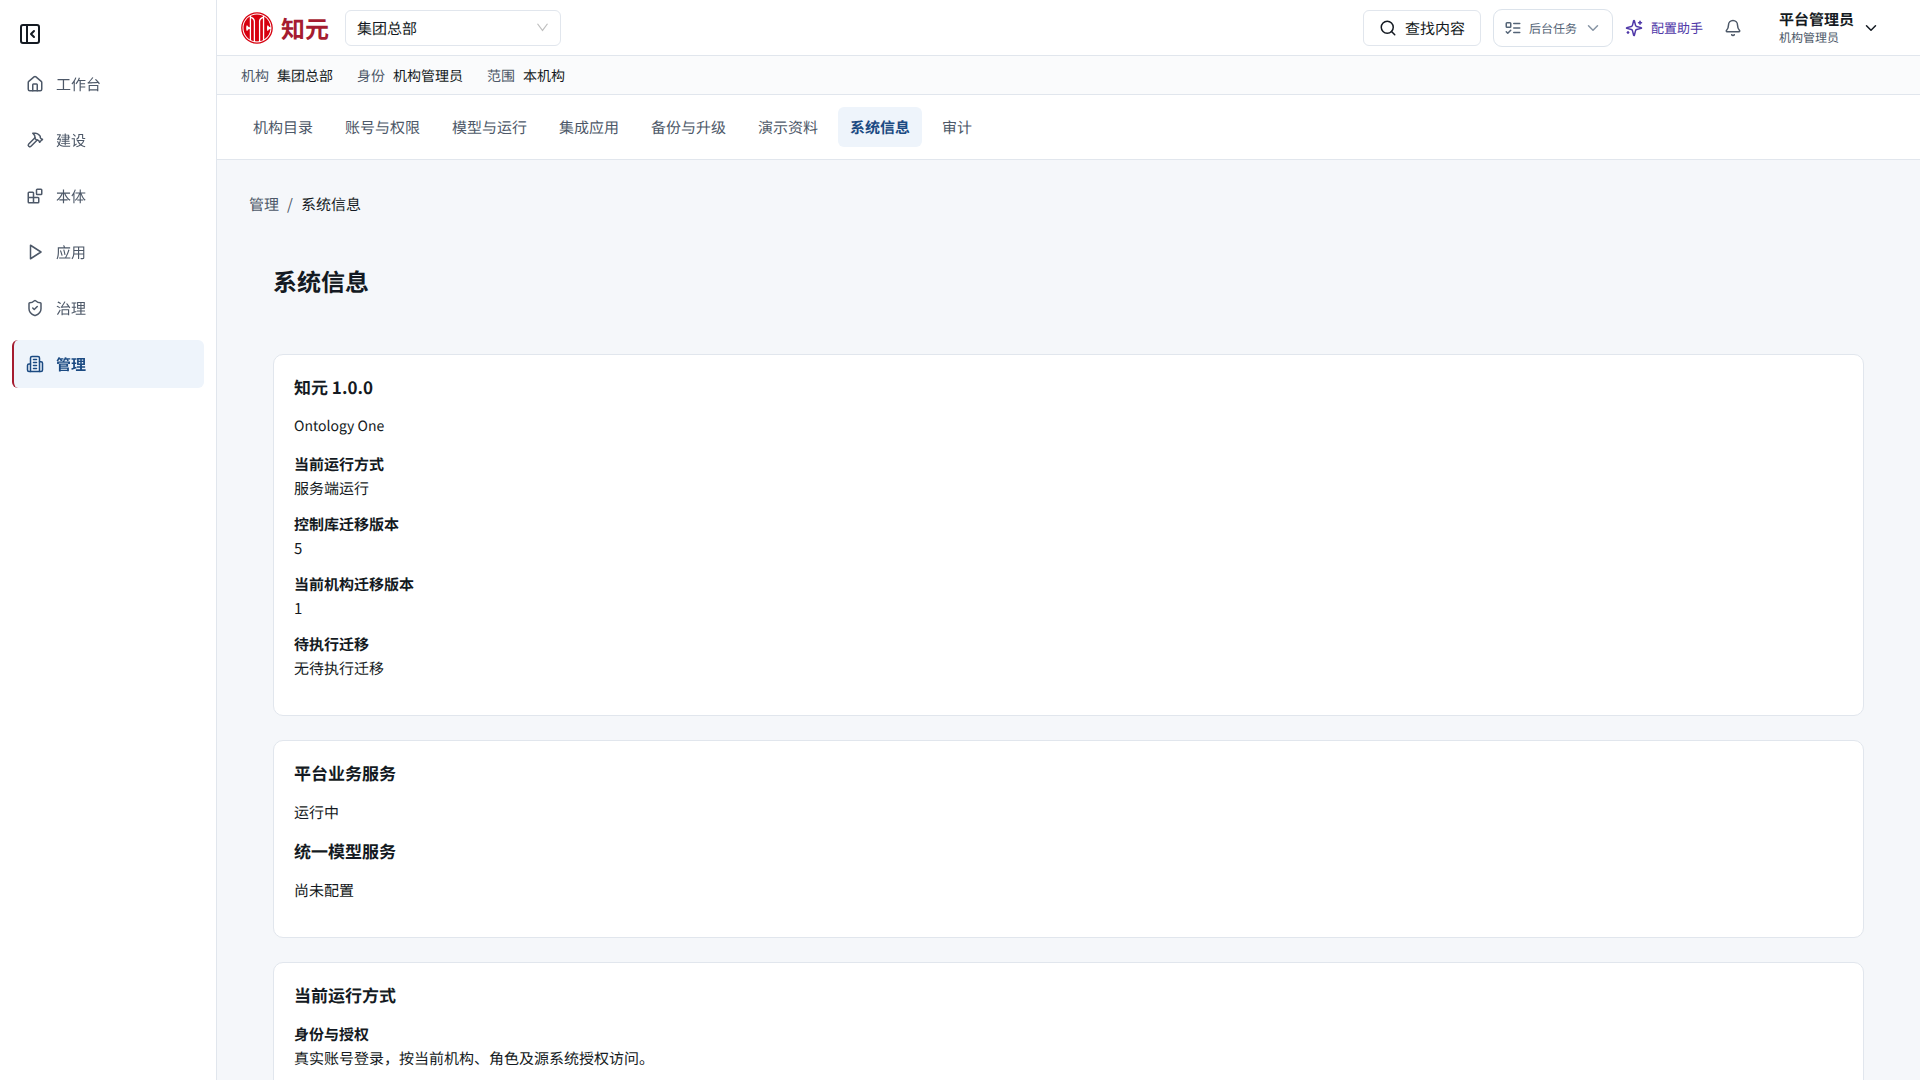 知元
集团总部
查找内容
后台任务
配置助手
平台管理员
机构管理员
工作台
建设
本体
应用
治理
管理
机构 集团总部 身份 机构管理员 范围 本机构
机构目录 账号与权限 模型与运行 集成应用 备份与升级 演示资料 系统信息 审计
管理 / 系统信息
系统信息
知元 1.0.0
Ontology One
当前运行方式
服务端运行
控制库迁移版本
5
当前机构迁移版本
1
待执行迁移
无待执行迁移
平台业务服务
运行中
统一模型服务
尚未配置
当前运行方式
身份与授权
真实账号登录，按当前机构、角色及源系统授权访问。